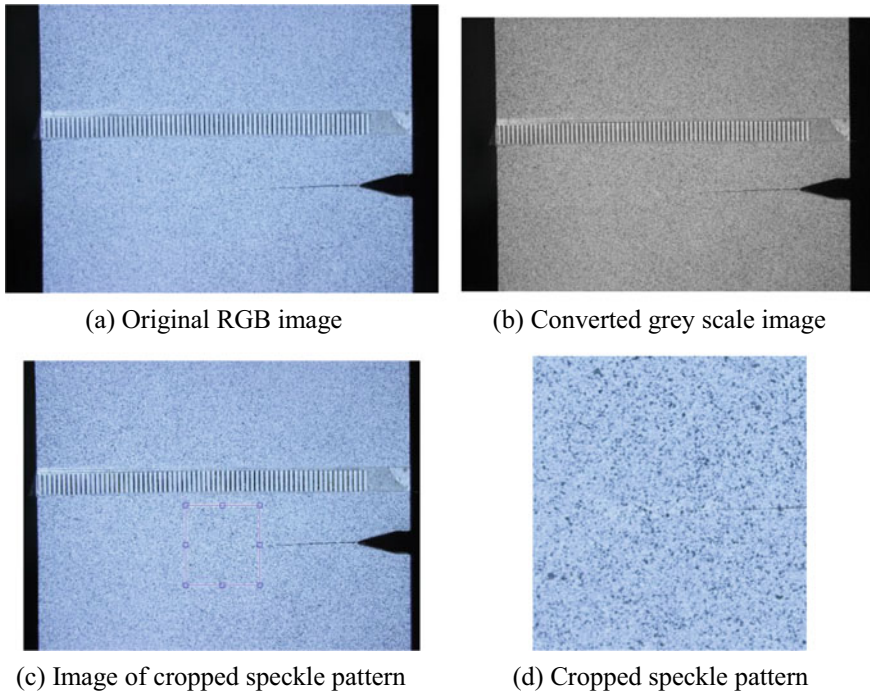 (a) Original RGB image
(b) Converted grey scale image
(c) Image of cropped speckle pattern
(d) Cropped speckle pattern